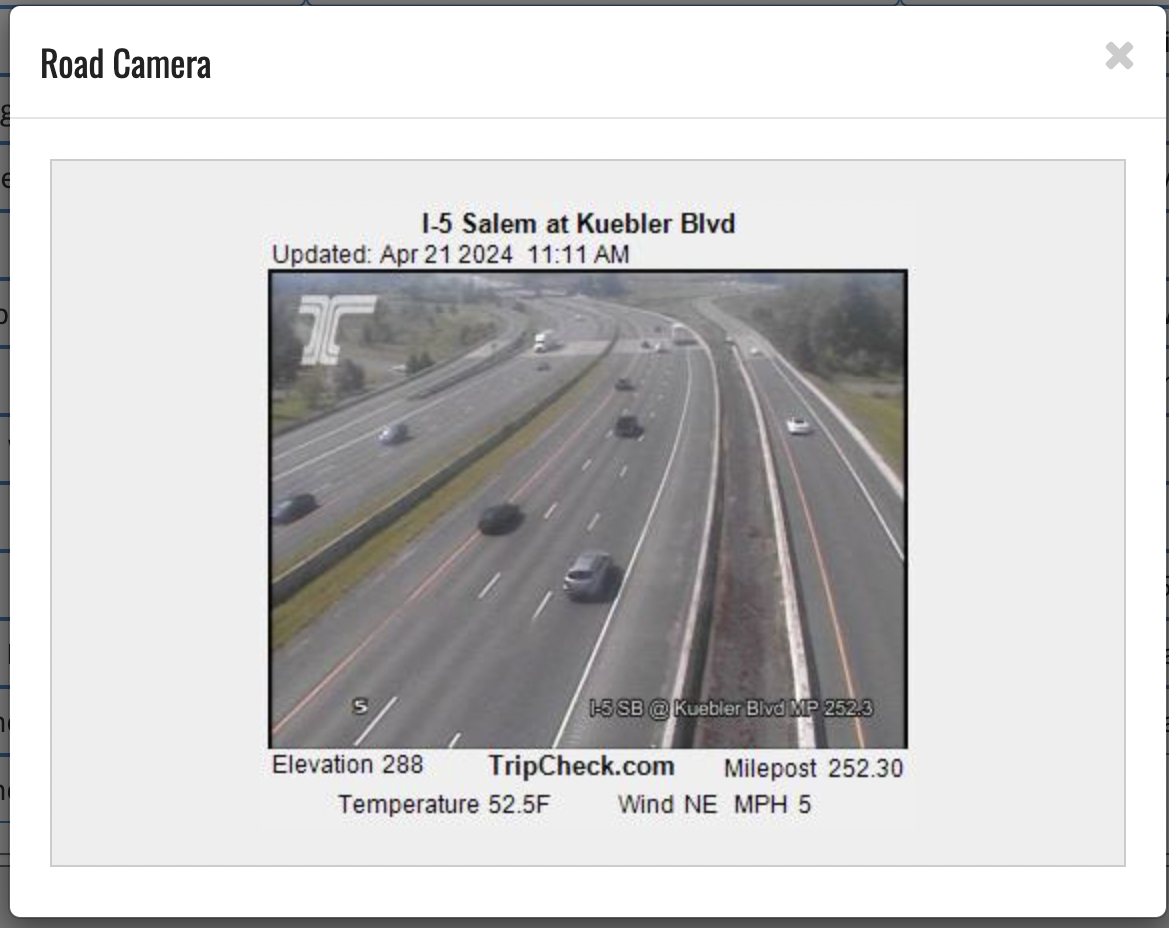 Road Camera
I-5 Salem at Kuebler Blvd
Updated: Apr 21 2024 11:11 AM
S
I-5 SB @ Kuebler Blvd MP 252.3
Elevation 288 TripCheck.com Milepost 252.30
Temperature 52.5F Wind NE MPH 5